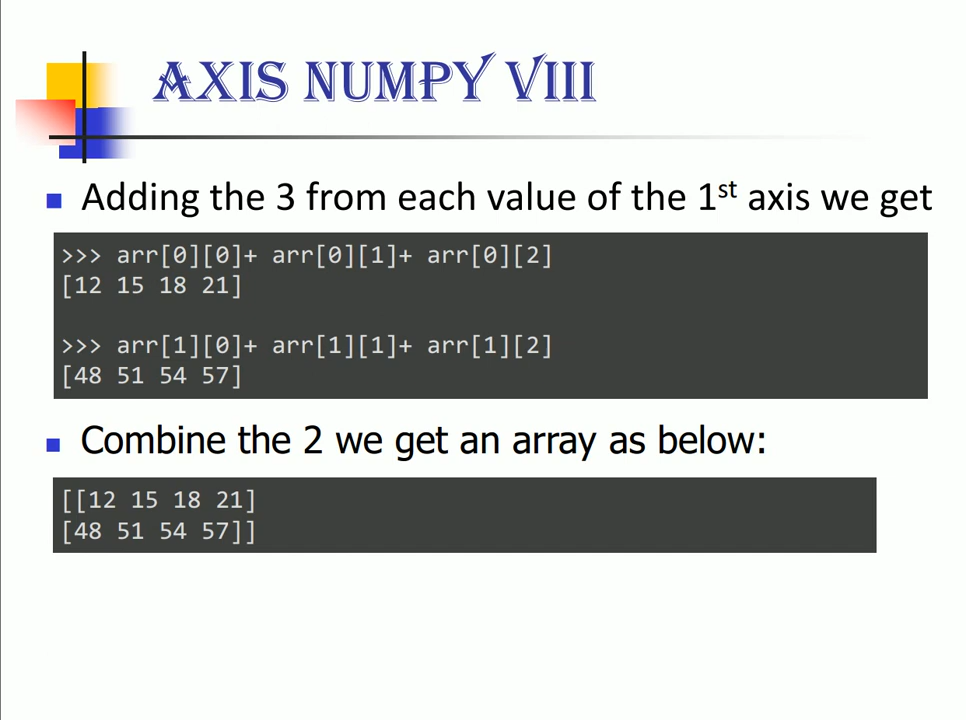 AXIS NUMPY VIII
Adding the 3 from each value of the 1st axis we get
>>> arr[0][0]+ arr[0][1]+ arr[0][2]
[12 15 18 21]
>>> arr[1][0]+ arr[1][1]+ arr[1][2]
[48 51 54 57]
Combine the 2 we get an array as below:
[[12 15 18 21]
[48 51 54 57]]